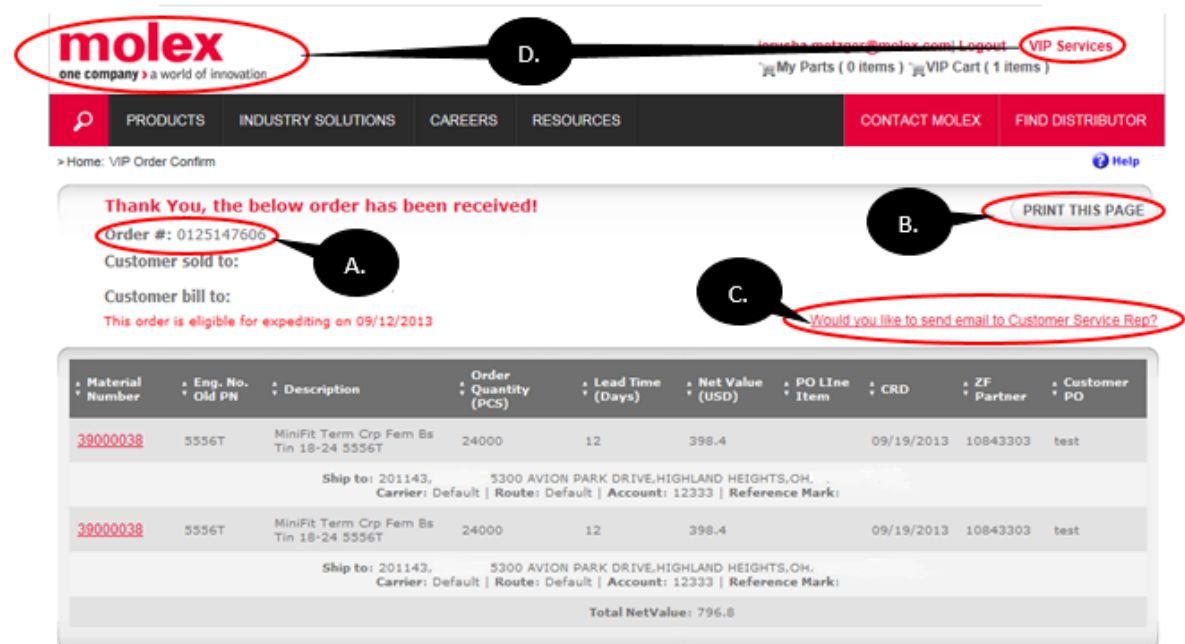 molex
one company > a world of innovation
D.
jerusha.metzger@molex.com| Logout VIP Services
My Parts ( 0 items ) VIP Cart ( 1 items )
PRODUCTS INDUSTRY SOLUTIONS CAREERS RESOURCES CONTACT MOLEX FIND DISTRIBUTOR
> Home: VIP Order Confirm Help
Thank You, the below order has been received!
B. PRINT THIS PAGE
Order #: 0125147606
Customer sold to:
A.
Customer bill to:
C.
This order is eligible for expediting on 09/12/2013
Would you like to send email to Customer Service Rep?
Material Number Eng. No. Old PN Description Order Quantity (PCS) Lead Time (Days) Net Value (USD) PO LIne Item CRD ZF Partner Customer PO
39000038 5556T MiniFit Term Crp Fem Bs Tin 18-24 5556T 24000 12 398.4 09/19/2013 10843303 test
Ship to: 201143, 5300 AVION PARK DRIVE,HIGHLAND HEIGHTS,OH,
Carrier: Default | Route: Default | Account: 12333 | Reference Mark:
39000038 5556T MiniFit Term Crp Fem Bs Tin 18-24 5556T 24000 12 398.4 09/19/2013 10843303 test
Ship to: 201143, 5300 AVION PARK DRIVE,HIGHLAND HEIGHTS,OH,
Carrier: Default | Route: Default | Account: 12333 | Reference Mark:
Total NetValue: 796.8